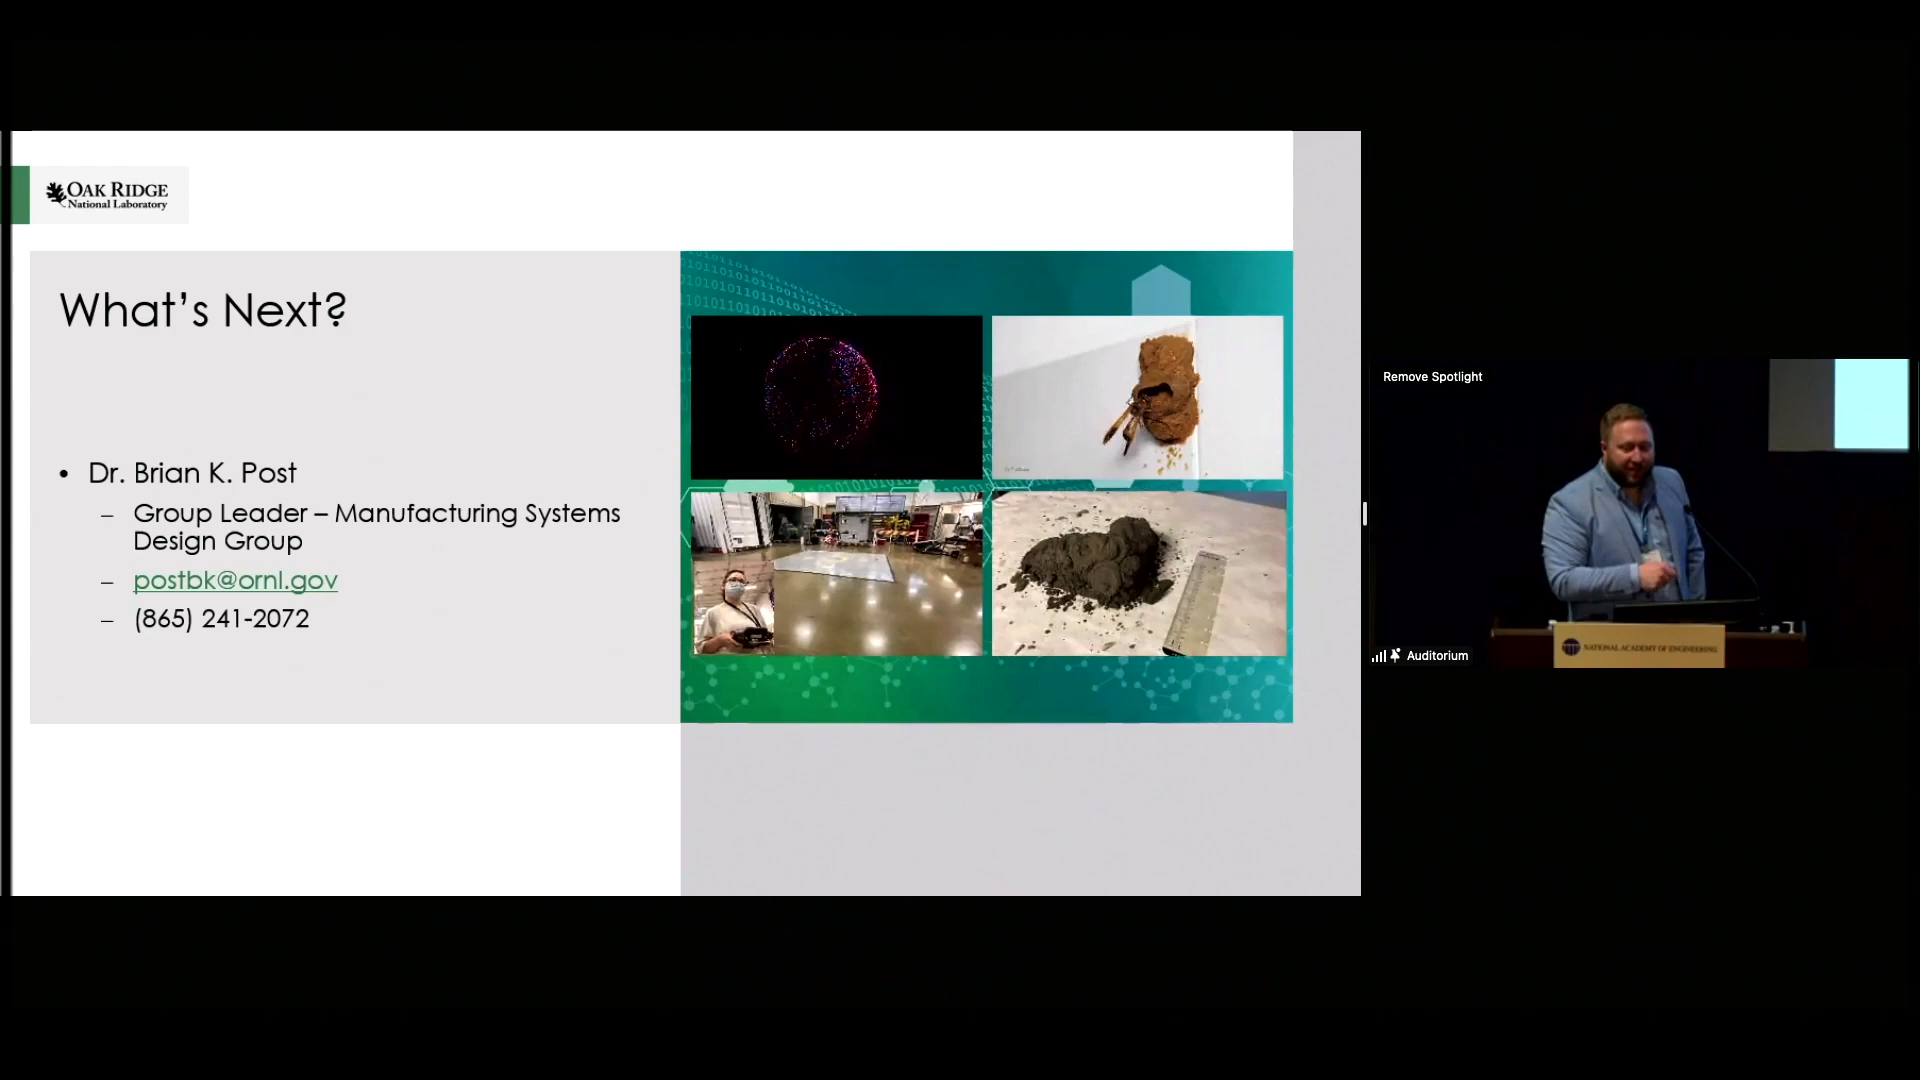 OAK RIDGE
National Laboratory
What's Next?
• Dr. Brian K. Post
– Group Leader – Manufacturing Systems
Design Group
– postbk@ornl.gov
– (865) 241-2072
Remove Spotlight
Auditorium
NATIONAL ACADEMY OF ENGINEERING